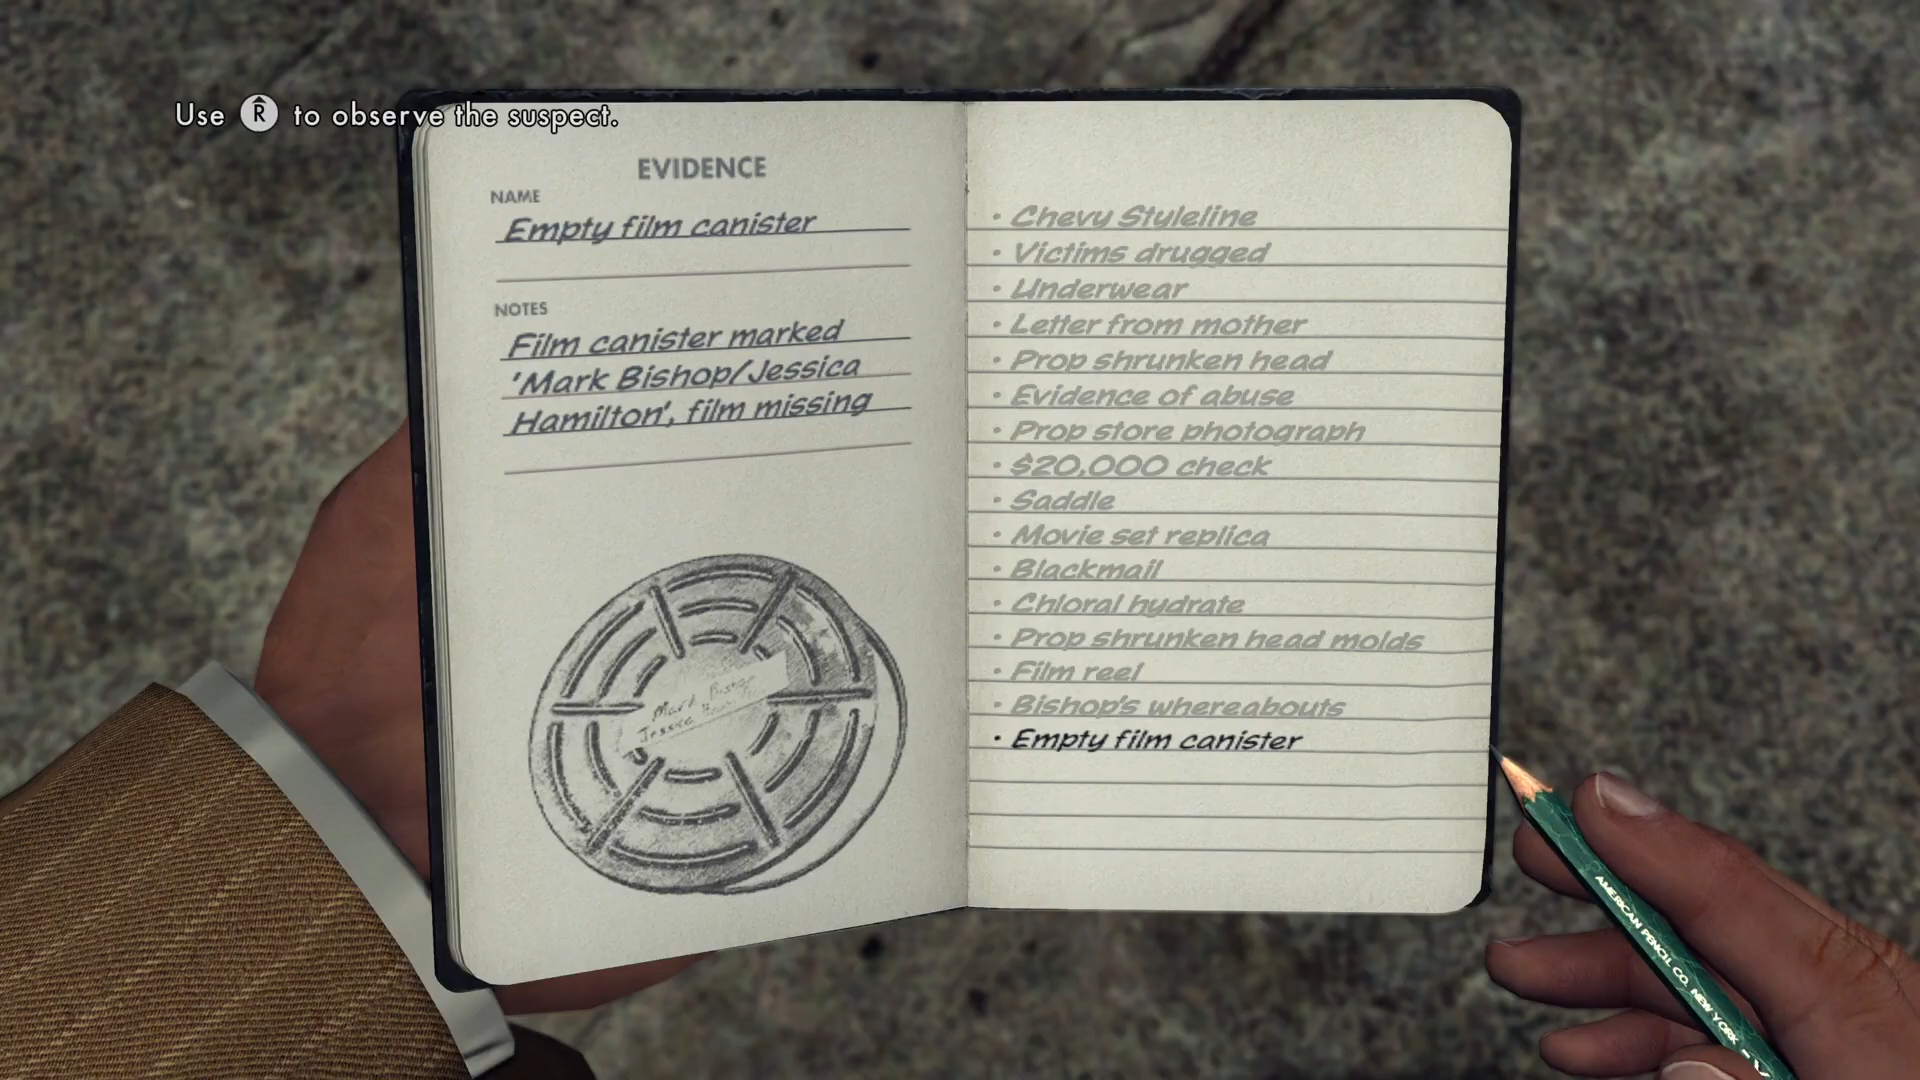 Use R to observe the suspect.
EVIDENCE
NAME
Empty film canister
NOTES
Film canister marked
'Mark Bishop/Jessica
Hamilton', film missing
Mark Bishop
Jessica
• Chevy Styleline
• Victims drugged
• Underwear
• Letter from mother
• Prop shrunken head
• Evidence of abuse
• Prop store photograph
• $20,000 check
• Saddle
• Movie set replica
• Blackmail
• Chloral hydrate
• Prop shrunken head molds
• Film reel
• Bishop's whereabouts
• Empty film canister
AMERICAN PENCIL CO. NEW YORK